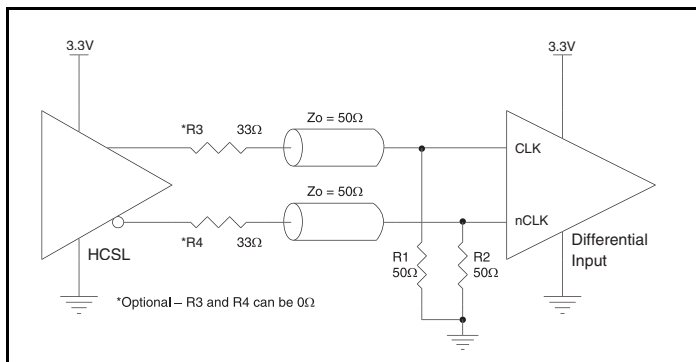 3.3V
3.3V
*R3
33Ω
Zo = 50Ω
CLK
Zo = 50Ω
*R4
33Ω
nCLK
HCSL
R1
50Ω
R2
50Ω
Differential
Input
*Optional – R3 and R4 can be 0Ω